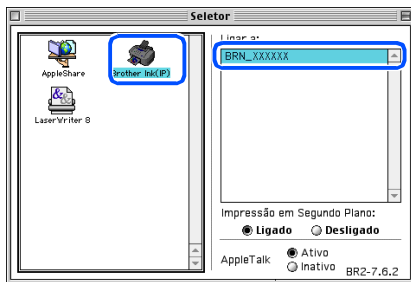 Seletor
Ligar a:
AppleShare
Brother Ink(IP)
LaserWriter 8
BRN_XXXXXX
Impressão em Segundo Plano:
Ligado Desligado
AppleTalk
Ativo
Inativo
BR2-7.6.2